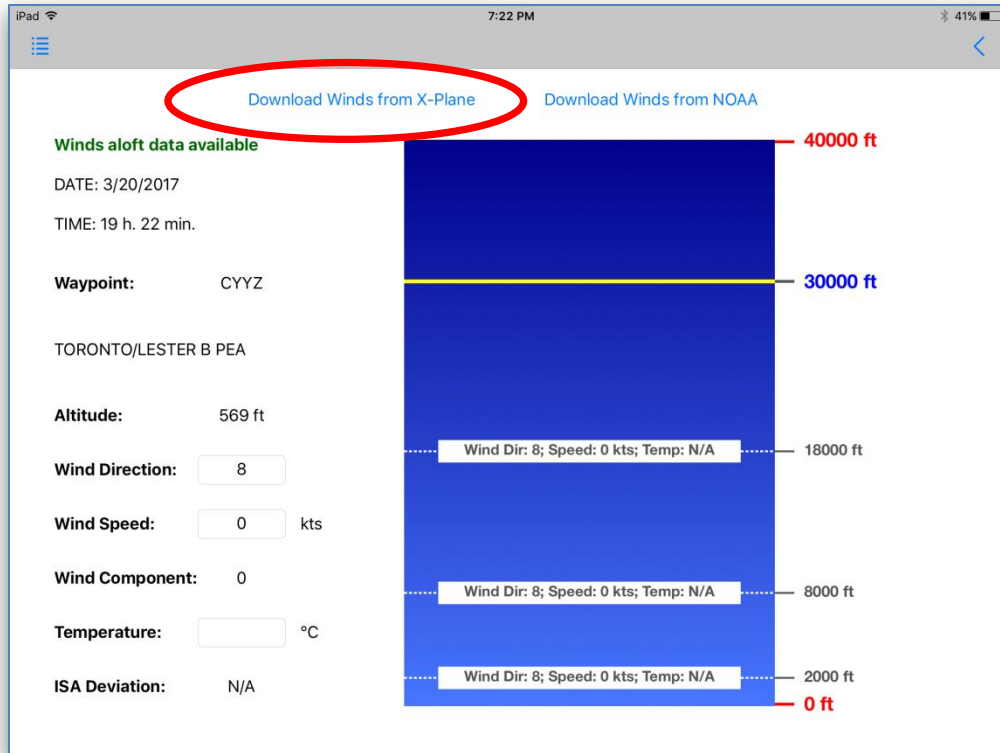 iPad 7:22 PM 41%
Download Winds from X-Plane Download Winds from NOAA
Winds aloft data available
DATE: 3/20/2017
TIME: 19 h. 22 min.
Waypoint: CYYZ
TORONTO/LESTER B PEA
Altitude: 569 ft
Wind Direction: 8
Wind Speed: 0 kts
Wind Component: 0
Temperature: °C
ISA Deviation: N/A
40000 ft
30000 ft
Wind Dir: 8; Speed: 0 kts; Temp: N/A 18000 ft
Wind Dir: 8; Speed: 0 kts; Temp: N/A 8000 ft
Wind Dir: 8; Speed: 0 kts; Temp: N/A 2000 ft
0 ft